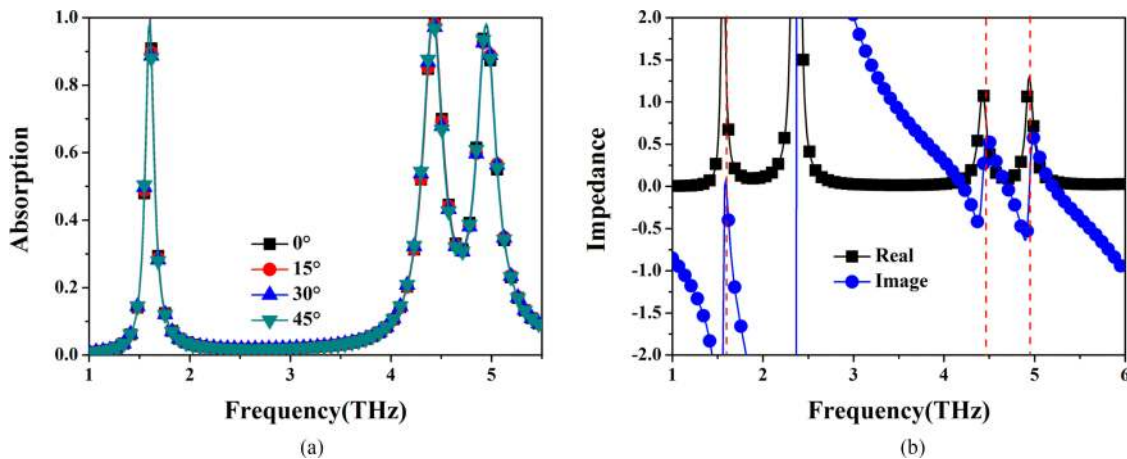 1.0
0.8
0.6
0.4
0.2
0.0
Absorption
0°
15°
30°
45°
1 2 3 4 5
Frequency(THz)
(a)
2.0
1.5
1.0
0.5
0.0
-0.5
-1.0
-1.5
-2.0
Impedance
Real
Image
1 2 3 4 5 6
Frequency(THz)
(b)